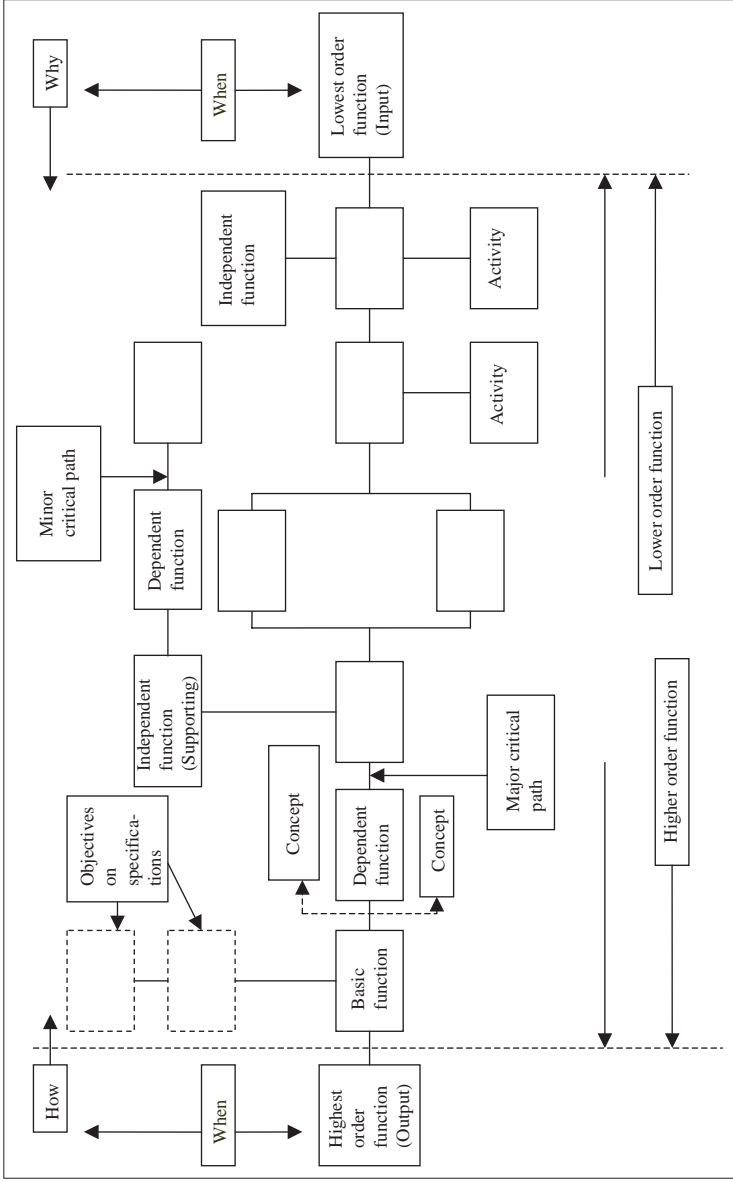 How
When
Highest
order
function
(Output)
Objectives
on
specifica-
tions
Basic
function
Concept
Dependent
function
Concept
Independent
function
(Supporting)
Major critical
path
Higher order function
Minor
critical path
Dependent
function
Activity
Lower order function
Independent
function
Activity
Why
When
Lowest order
function
(Input)